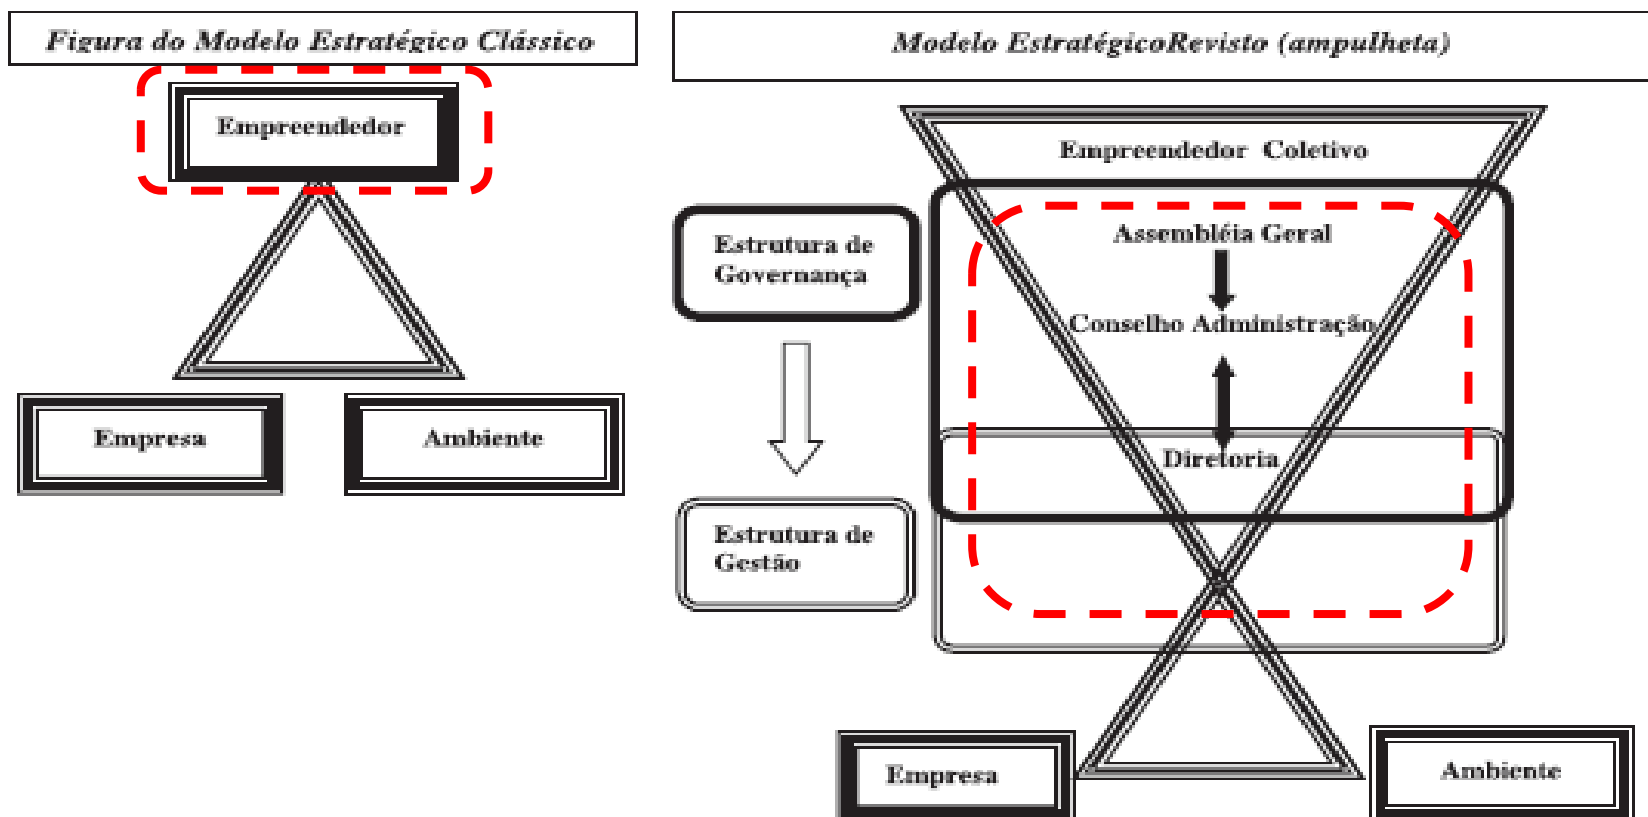 Figura do Modelo Estratégico Clássico
Empreendedor
Empresa
Ambiente
Modelo EstratégicoRevisto (ampulheta)
Empreendedor Coletivo
Estrutura de
Governança
Assembléia Geral
Conselho Administração
Diretoria
Estrutura de
Gestão
Empresa
Ambiente